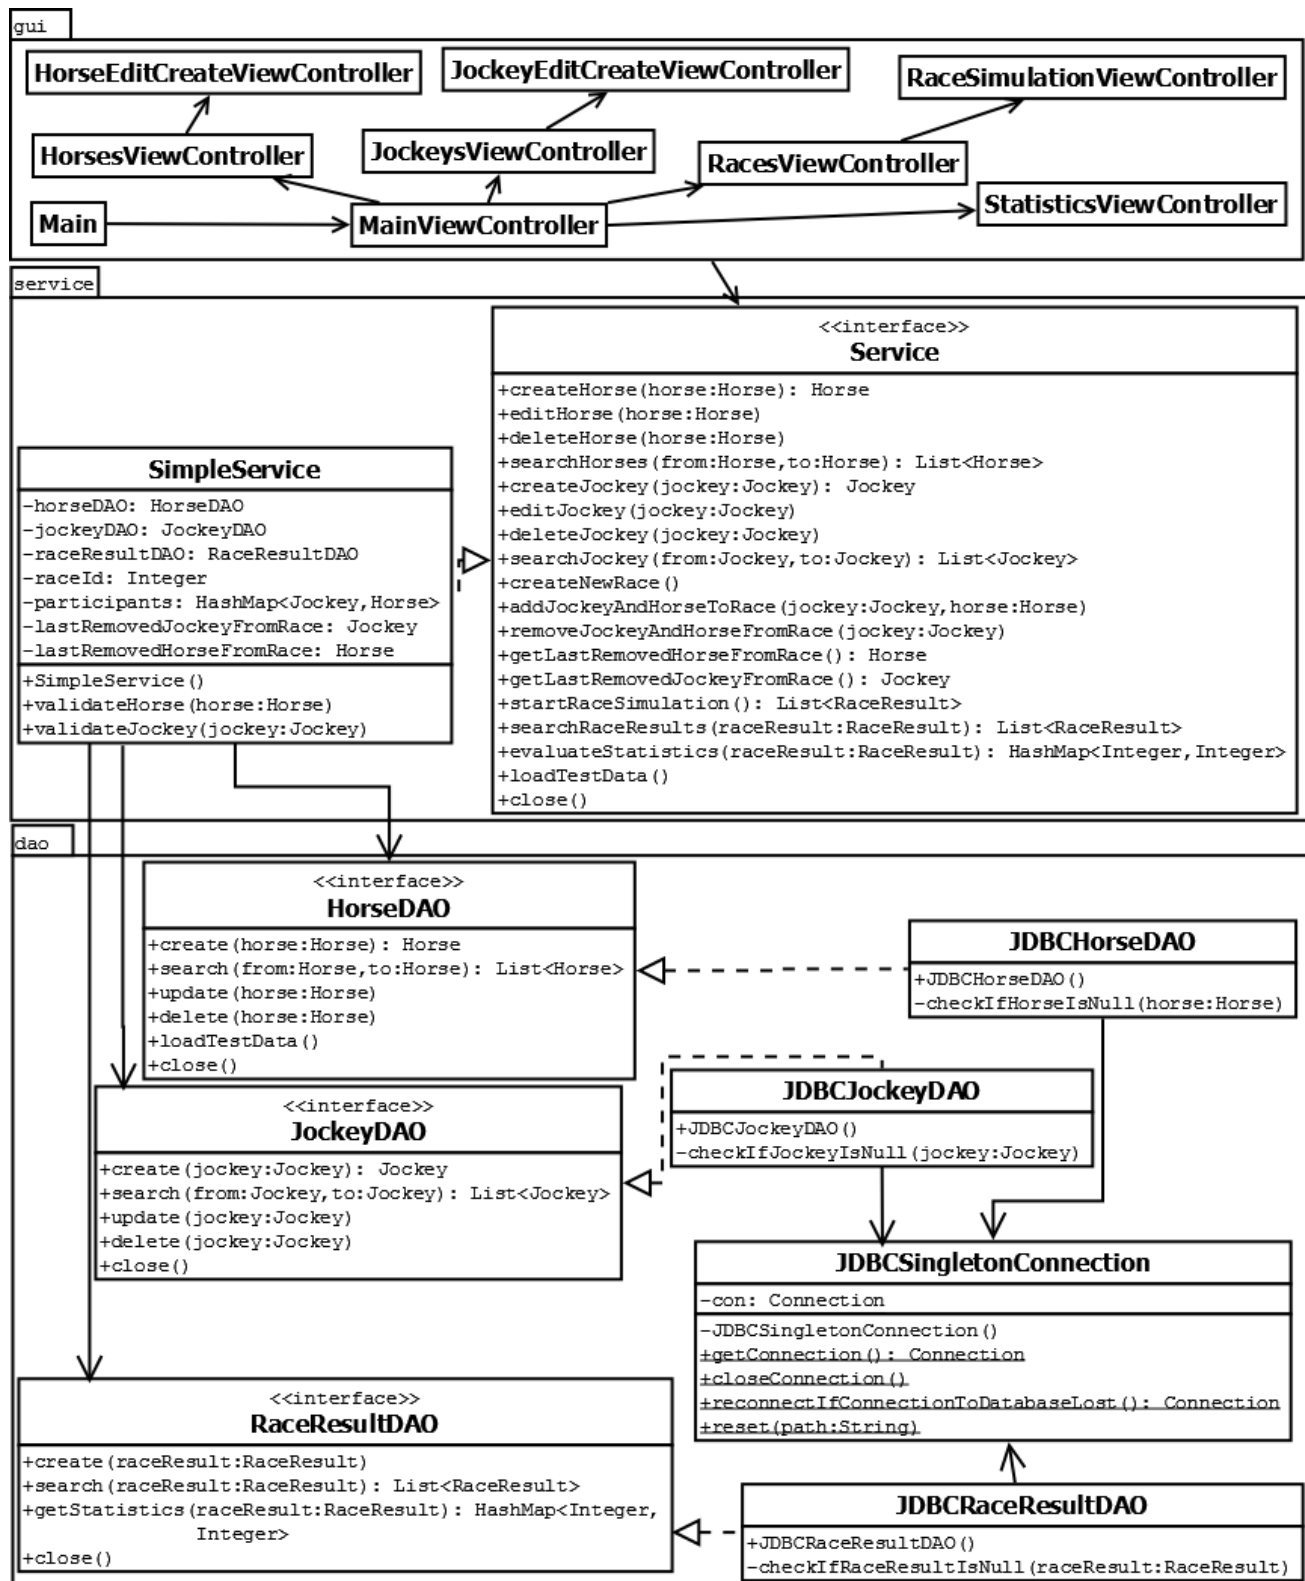 gui
HorseEditCreateViewController
JockeyEditCreateViewController
RaceSimulationViewController
HorsesViewController
JockeysViewController
RacesViewController
StatisticsViewController
Main
MainViewController
service
<<interface>>
Service
+createHorse(horse:Horse): Horse
+editHorse(horse:Horse)
+deleteHorse(horse:Horse)
+searchHorses(from:Horse,to:Horse): List<Horse>
+createJockey(jockey:Jockey): Jockey
+editJockey(jockey:Jockey)
+deleteJockey(jockey:Jockey)
+searchJockey(from:Jockey,to:Jockey): List<Jockey>
+createNewRace()
+addJockeyAndHorseToRace(jockey:Jockey,horse:Horse)
+removeJockeyAndHorseFromRace(jockey:Jockey)
+getLastRemovedHorseFromRace(): Horse
+getLastRemovedJockeyFromRace(): Jockey
+startRaceSimulation(): List<RaceResult>
+searchRaceResults(raceResult:RaceResult): List<RaceResult>
+evaluateStatistics(raceResult:RaceResult): HashMap<Integer,Integer>
+loadTestData()
+close()
SimpleService
-horseDAO: HorseDAO
-jockeyDAO: JockeyDAO
-raceResultDAO: RaceResultDAO
-raceId: Integer
-participants: HashMap<Jockey,Horse>
-lastRemovedJockeyFromRace: Jockey
-lastRemovedHorseFromRace: Horse
+SimpleService()
+validateHorse(horse:Horse)
+validateJockey(jockey:Jockey)
dao
<<interface>>
HorseDAO
+create(horse:Horse): Horse
+search(from:Horse,to:Horse): List<Horse>
+update(horse:Horse)
+delete(horse:Horse)
+loadTestData()
+close()
JDBCHorseDAO
+JDBCHorseDAO()
-checkIfHorseIsNull(horse:Horse)
<<interface>>
JockeyDAO
+create(jockey:Jockey): Jockey
+search(from:Jockey,to:Jockey): List<Jockey>
+update(jockey:Jockey)
+delete(jockey:Jockey)
+close()
JDBCJockeyDAO
+JDBCJockeyDAO()
-checkIfJockeyIsNull(jockey:Jockey)
JDBCSingletonConnection
-con: Connection
-JDBCSingletonConnection()
+getConnection(): Connection
+closeConnection()
+reconnectIfConnectionToDatabaseLost(): Connection
+reset(path:String)
<<interface>>
RaceResultDAO
+create(raceResult:RaceResult)
+search(raceResult:RaceResult): List<RaceResult>
+getStatistics(raceResult:RaceResult): HashMap<Integer,
Integer>
+close()
JDBCRaceResultDAO
+JDBCRaceResultDAO()
-checkIfRaceResultIsNull(raceResult:RaceResult)